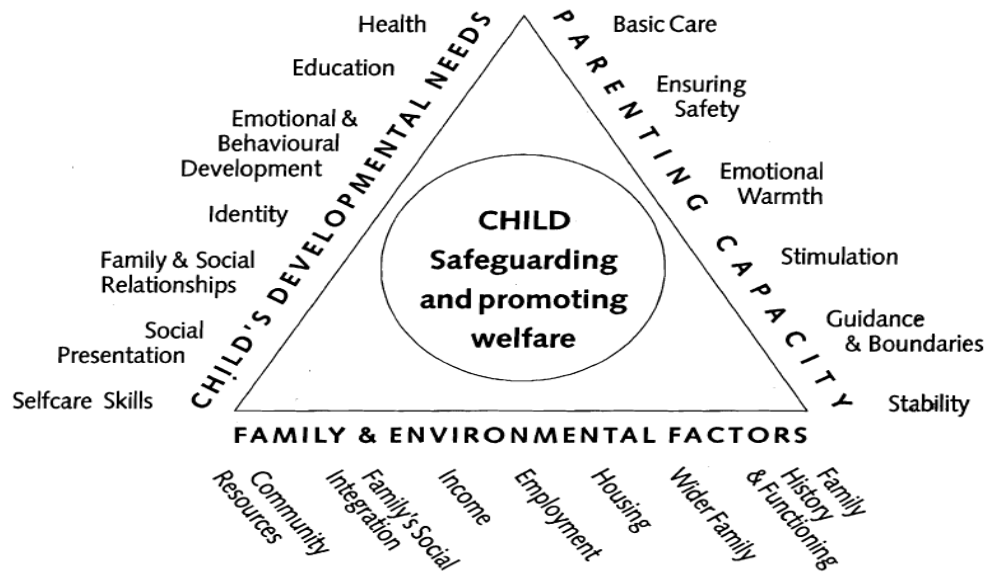 Health
Education
Emotional &
Behavioural
Development
Identity
Family & Social
Relationships
Social
Presentation
Selfcare Skills
CHILD'S DEVELOPMENTAL NEEDS
CHILD
Safeguarding
and promoting
welfare
PARENTING CAPACITY
Basic Care
Ensuring
Safety
Emotional
Warmth
Stimulation
Guidance
& Boundaries
Stability
FAMILY & ENVIRONMENTAL FACTORS
Community
Resources
Family's Social
Integration
Income
Employment
Housing
Wider Family
Family
History
& Functioning